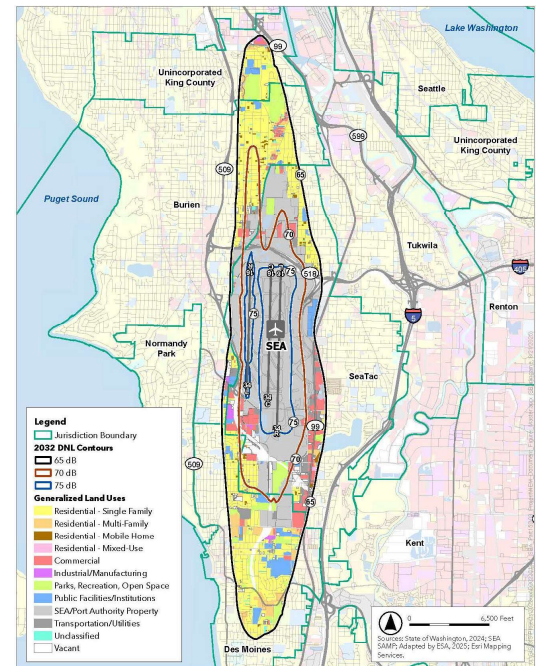 Lake Washington
99
Unincorporated
King County
Seattle
599
Unincorporated
King County
509
65
Puget Sound
Burien
70
Tukwila
518
75
405
75
5
Renton
SEA
Normandy
Park
SeaTac
75
99
70
509
65
Kent
Des Moines
Legend
Jurisdiction Boundary
2032 DNL Contours
65 dB
70 dB
75 dB
Generalized Land Uses
Residential - Single Family
Residential - Multi-Family
Residential - Mobile Home
Residential - Mixed-Use
Commercial
Industrial/Manufacturing
Parks, Recreation, Open Space
Public Facilities/Institutions
SEA/Port Authority Property
Transportation/Utilities
Unclassified
Vacant
0 6,500 Feet
Sources: State of Washington, 2024; SEA
SAMP; Adapted by ESA, 2025; Esri Mapping
Services.